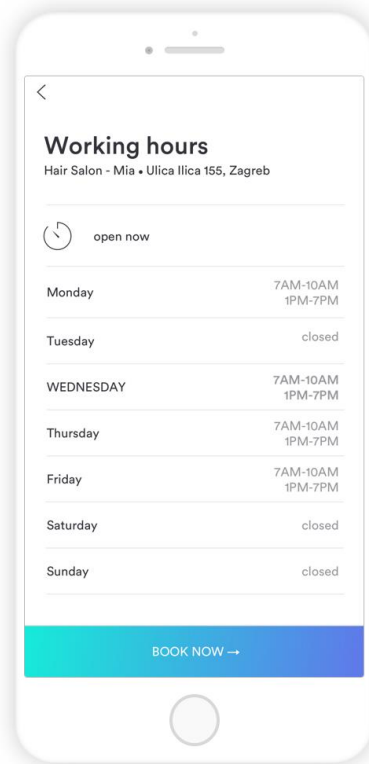 Working hours
Hair Salon - Mia • Ulica Ilica 155, Zagreb
open now
Monday
7AM-10AM
1PM-7PM
Tuesday
closed
WEDNESDAY
7AM-10AM
1PM-7PM
Thursday
7AM-10AM
1PM-7PM
Friday
7AM-10AM
1PM-7PM
Saturday
closed
Sunday
closed
BOOK NOW →